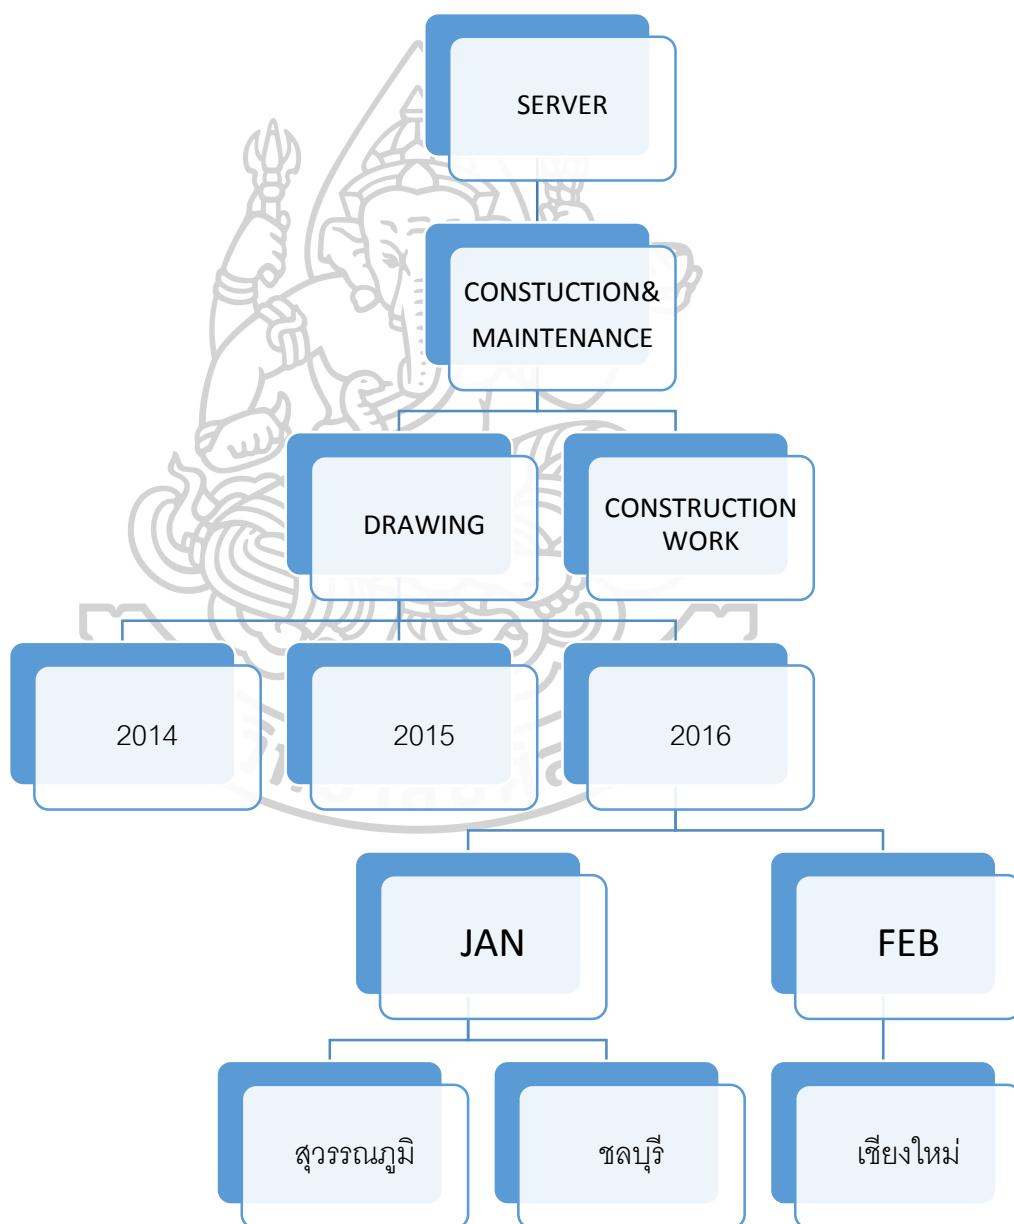 SERVER
CONSTUCTION&
MAINTENANCE
DRAWING
CONSTRUCTION
WORK
2014
2015
2016
JAN
FEB
สุวรรณภูมิ
ชลบุรี
เชียงใหม่